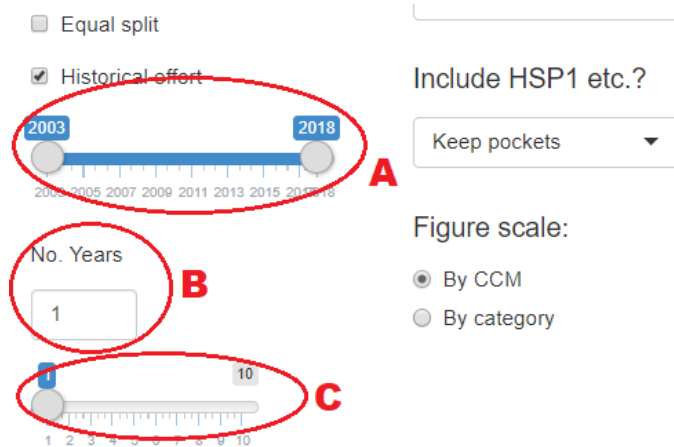 Equal split
Historical effort
2003 2018
2003 2005 2007 2009 2011 2013 2015 2018
A
No. Years
1
B
1 10
1 2 3 4 5 6 7 8 9 10
C
Include HSP1 etc.?
Keep pockets
Figure scale:
By CCM
By category